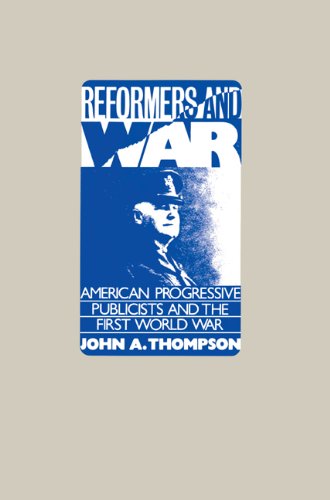 REFORMERS AND
WAR
AMERICAN PROGRESSIVE
PUBLICISTS AND THE
FIRST WORLD WAR
JOHN A. THOMPSON